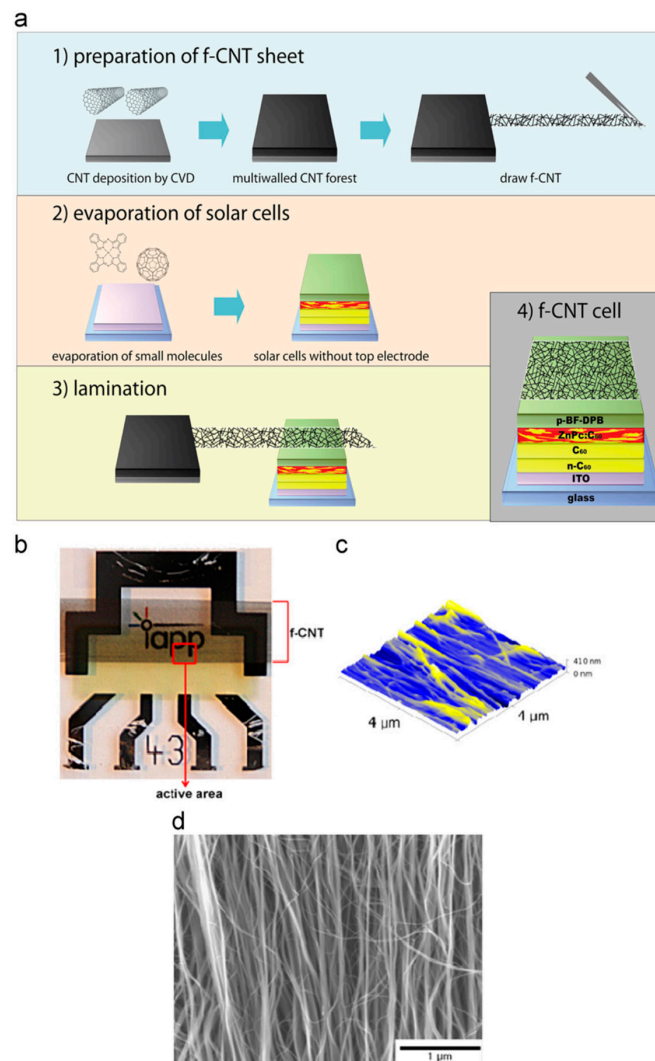 a
1) preparation of f-CNT sheet
CNT deposition by CVD
multiwalled CNT forest
draw f-CNT
2) evaporation of solar cells
evaporation of small molecules
solar cells without top electrode
3) lamination
4) f-CNT cell
p-BF-DPB
ZnPc:C60
C60
n-C60
ITO
glass
b
f-CNT
iapp
43
active area
c
410 nm
0 nm
4 µm
4 µm
d
1 µm